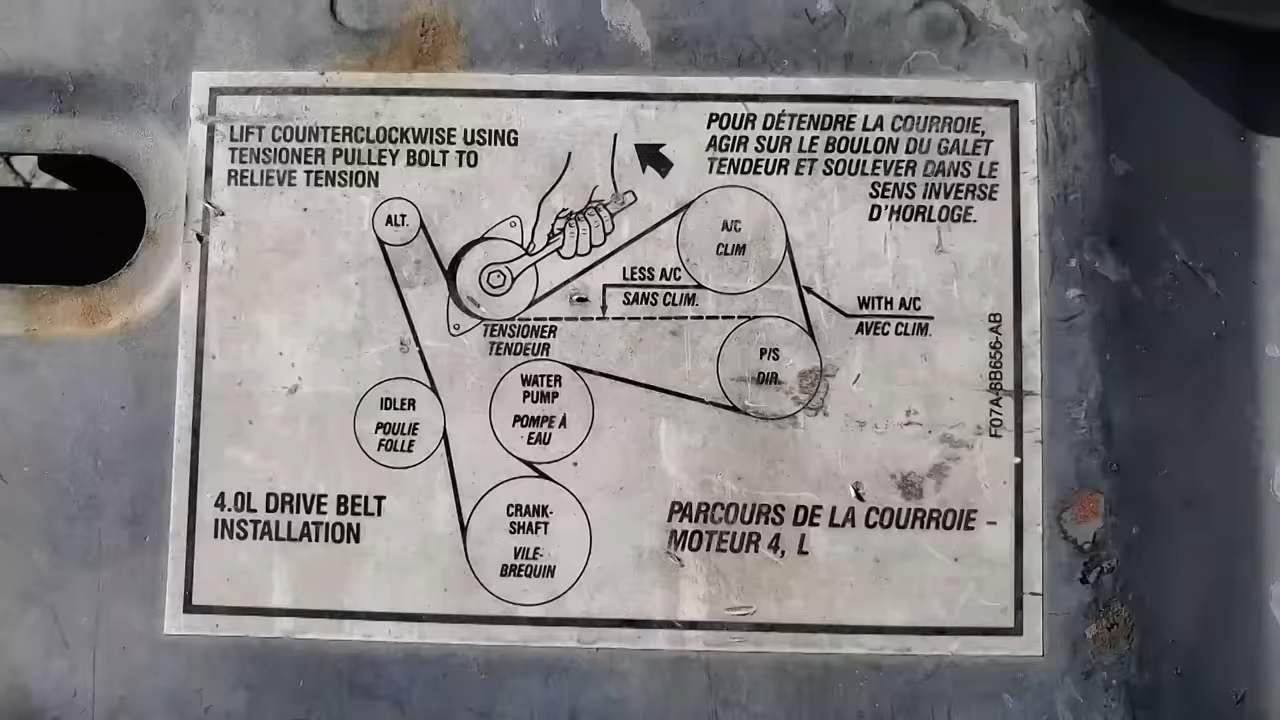 LIFT COUNTERCLOCKWISE USING
TENSIONER PULLEY BOLT TO
RELIEVE TENSION
POUR DÉTENDRE LA COURROIE,
AGIR SUR LE BOULON DU GALET
TENDEUR ET SOULEVER DANS LE
SENS INVERSE
D'HORLOGE.
ALT.
A/C
CLIM
LESS A/C
SANS CLIM.
WITH A/C
AVEC CLIM.
TENSIONER
TENDEUR
P/S
DIR.
WATER
PUMP
POMPE À
EAU
IDLER
POULIE
FOLLE
F07A-8B656-AB
4.0L DRIVE BELT
INSTALLATION
CRANK-
SHAFT
VILE-
BREQUIN
PARCOURS DE LA COURROIE -
MOTEUR 4, L